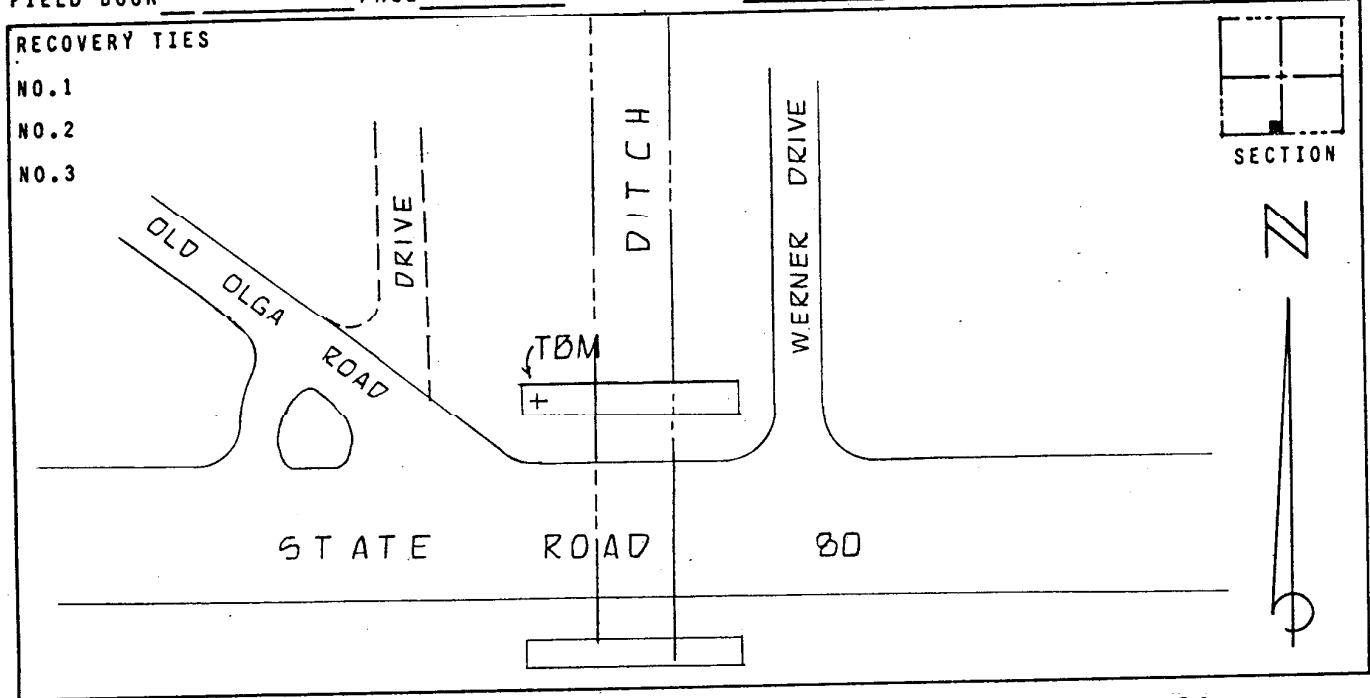 RECOVERY TIES
NO.1
NO.2
NO.3
SECTION
N
DITCH
WERNER DRIVE
DRIVE
OLD OLGA ROAD
TBM
+
STATE ROAD 80